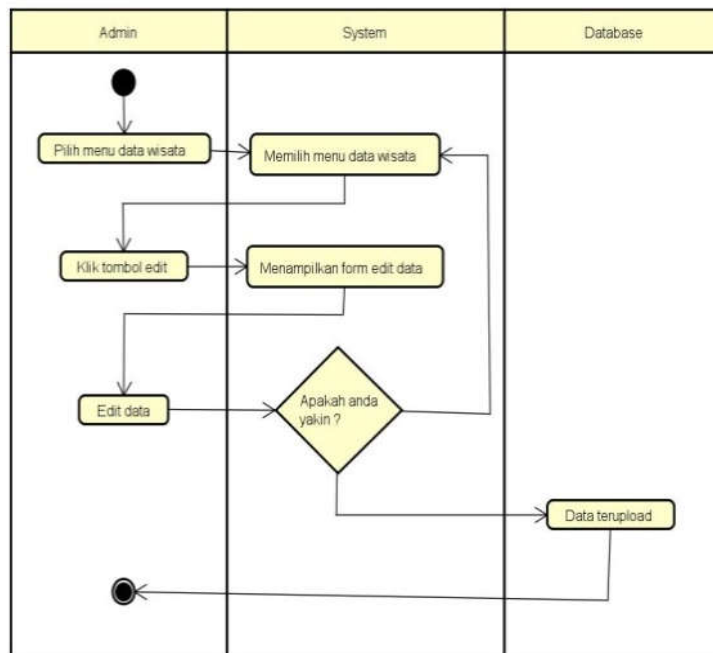 Admin
System
Database
Pilih menu data wisata
Memilih menu data wisata
Klik tombol edit
Menampilkan form edit data
Edit data
Apakah anda
yakin ?
Data terupload